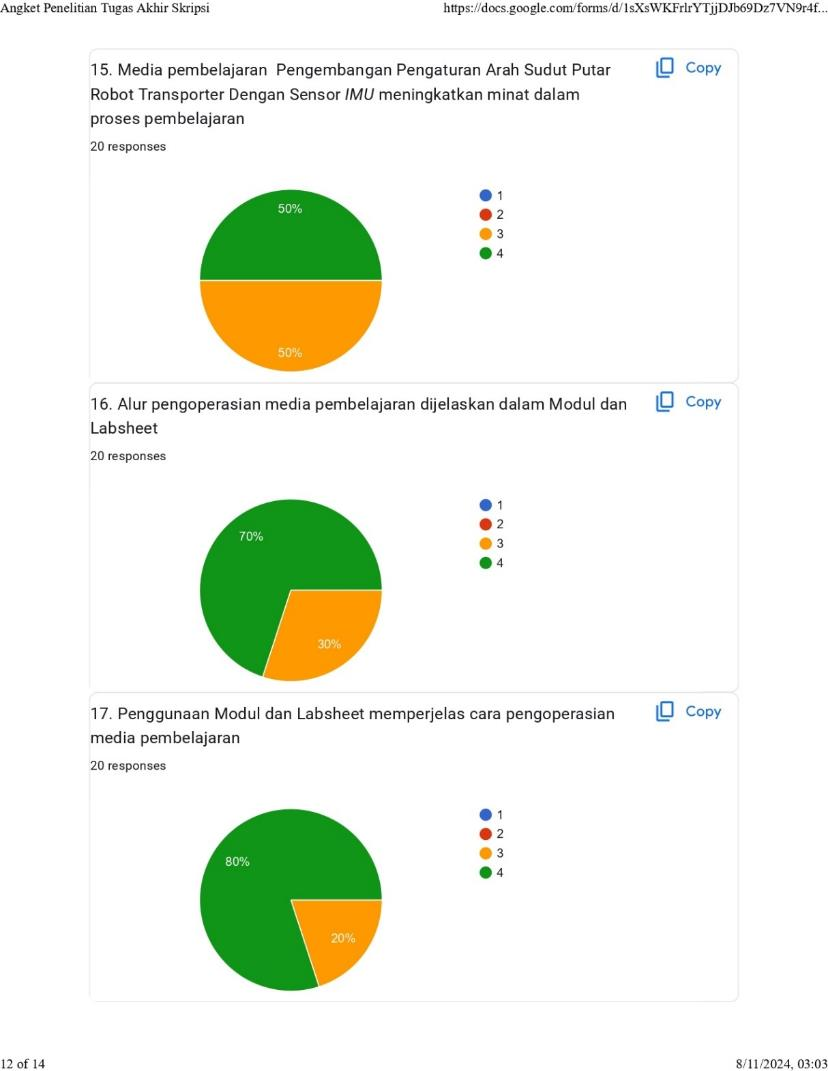 Angket Penelitian Tugas Akhir Skripsi
https://docs.google.com/forms/d/1sXsWKFrlrYTjjDJb69Dz7VN9r4f...
15. Media pembelajaran  Pengembangan Pengaturan Arah Sudut Putar
Robot Transporter Dengan Sensor IMU meningkatkan minat dalam
proses pembelajaran
Copy
20 responses
50%
50%
1
2
3
4
16. Alur pengoperasian media pembelajaran dijelaskan dalam Modul dan
Labsheet
Copy
20 responses
70%
30%
1
2
3
4
17. Penggunaan Modul dan Labsheet memperjelas cara pengoperasian
media pembelajaran
Copy
20 responses
80%
20%
1
2
3
4
12 of 14
8/11/2024, 03:03